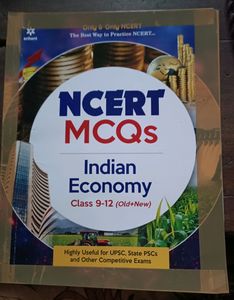 Only & Only NCERT
The Best Way to Practice NCERT...
arihant
NCERT
MCQs
Indian
Economy
Class 9-12 (Old+New)
Highly Useful for UPSC, State PSCs
and Other Competitive Exams